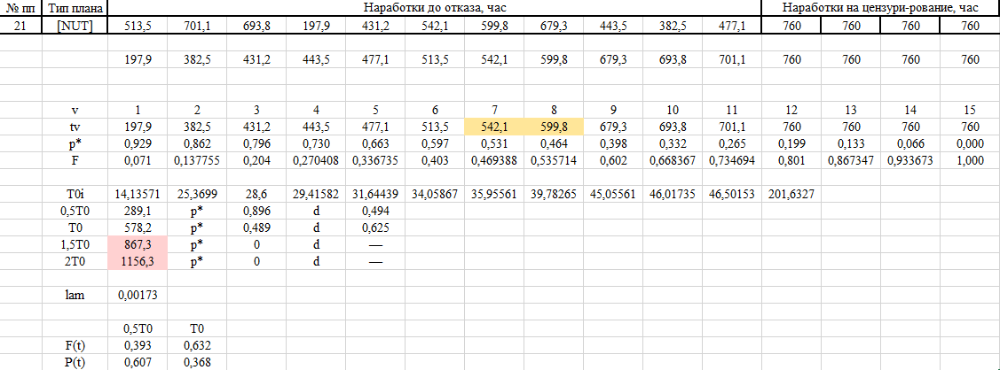 № пп Тип плана Наработки до отказа, час Наработки на цензури-рование, час
21 [NUT] 513,5 701,1 693,8 197,9 431,2 542,1 599,8 679,3 443,5 382,5 477,1 760 760 760 760
197,9 382,5 431,2 443,5 477,1 513,5 542,1 599,8 679,3 693,8 701,1 760 760 760 760
v 1 2 3 4 5 6 7 8 9 10 11 12 13 14 15
tv 197,9 382,5 431,2 443,5 477,1 513,5 542,1 599,8 679,3 693,8 701,1 760 760 760 760
p* 0,929 0,862 0,796 0,730 0,663 0,597 0,531 0,464 0,398 0,332 0,265 0,199 0,133 0,066 0,000
F 0,071 0,137755 0,204 0,270408 0,336735 0,403 0,469388 0,535714 0,602 0,668367 0,734694 0,801 0,867347 0,933673 1,000
T0i 14,13571 25,3699 28,6 29,41582 31,64439 34,05867 35,95561 39,78265 45,05561 46,01735 46,50153 201,6327
0,5T0 289,1 p* 0,896 d 0,494
T0 578,2 p* 0,489 d 0,625
1,5T0 867,3 p* 0 d —
2T0 1156,3 p* 0 d —
lam 0,00173
0,5T0 T0
F(t) 0,393 0,632
P(t) 0,607 0,368